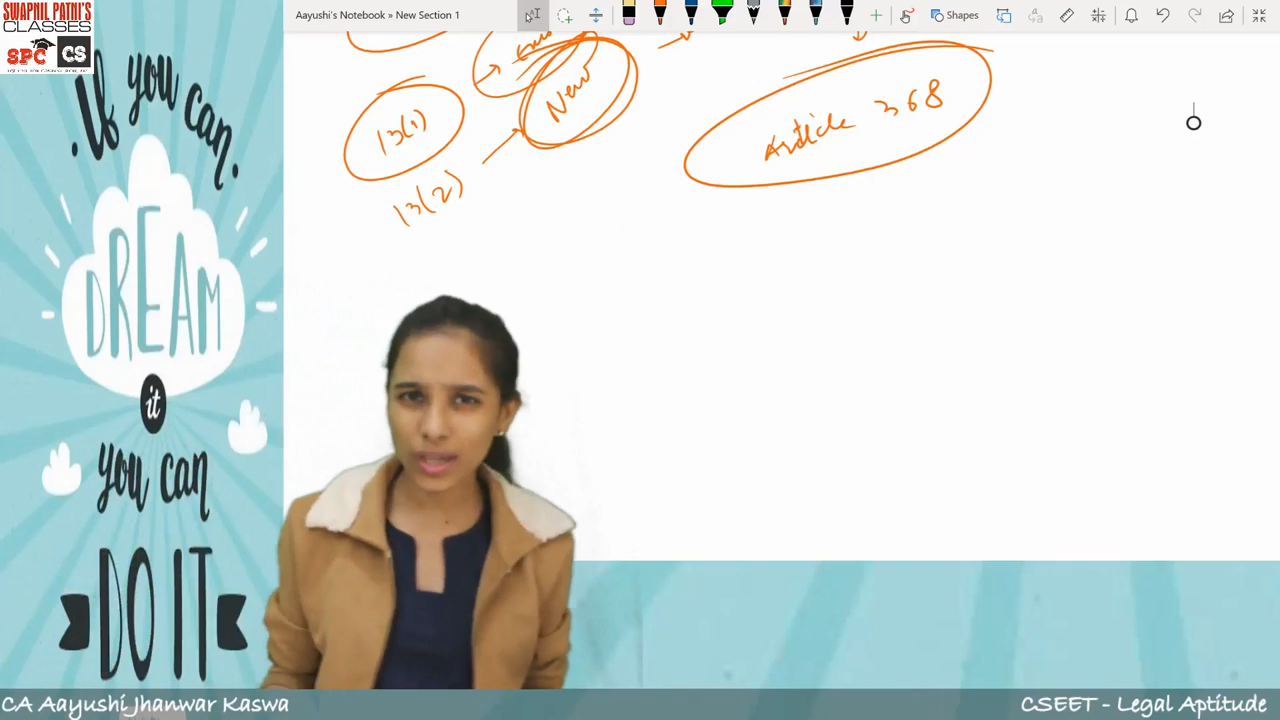 SWAPNIL PATNI'S
CLASSES
SPC CS
Aayushi's Notebook » New Section 1
Shapes
New
13(1)
Article 368
13(2)
If you can
DREAM
it
you can
DO IT
CA Aayushi Jhanwar Kaswa
CSEET - Legal Aptitude